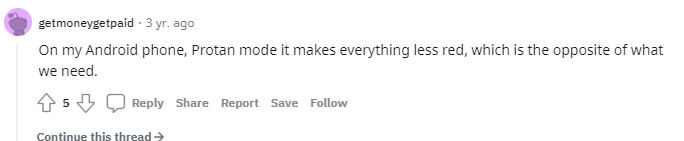 getmoneygetpaid · 3 yr. ago
On my Android phone, Protan mode it makes everything less red, which is the opposite of what
we need.
5 Reply Share Report Save Follow
Continue this thread →